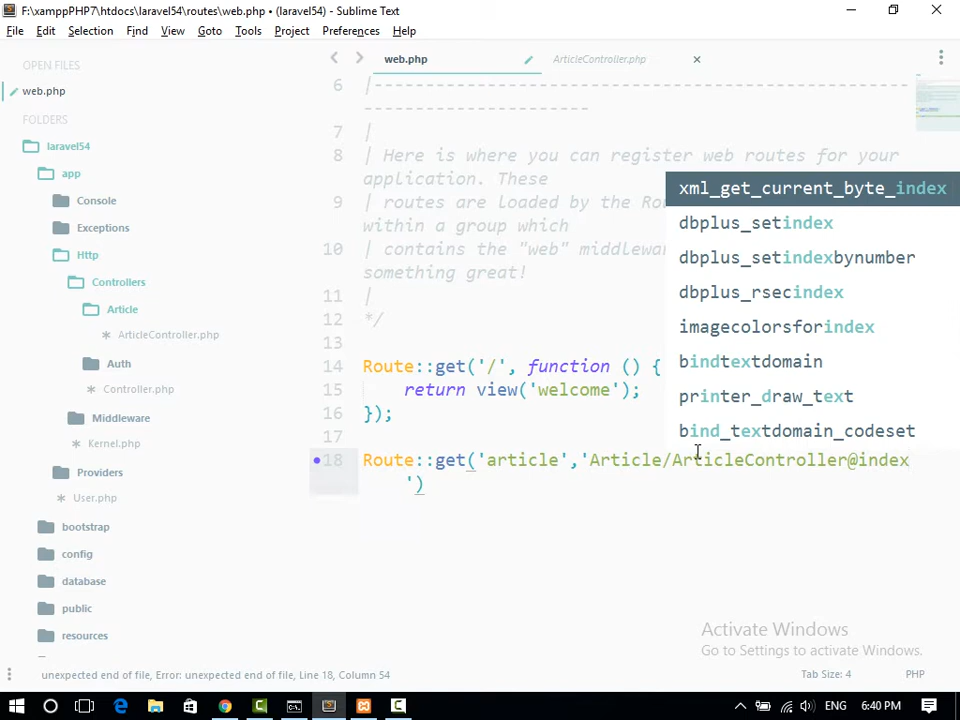 F:\xamppPHP7\htdocs\laravel54\routes\web.php • (laravel54) - Sublime Text
File Edit Selection Find View Goto Tools Project Preferences Help
OPEN FILES
web.php
FOLDERS
laravel54
app
Console
Exceptions
Http
Controllers
Article
ArticleController.php
Auth
Controller.php
Middleware
Kernel.php
Providers
User.php
bootstrap
config
database
public
resources
web.php
ArticleController.php
6 |---------------------------------------------------
---------------------
7 |
8 | Here is where you can register web routes for your
application. These
9 | routes are loaded by the Ro
within a group which
10 | contains the "web" middlewa
something great!
11 |
12 */
13
14 Route::get('/', function () {
15 return view('welcome');
16 });
17
18 Route::get('article','Article/ArticleController@index
')
xml_get_current_byte_index
dbplus_setindex
dbplus_setindexbynumber
dbplus_rsecindex
imagecolorsforindex
bindtextdomain
printer_draw_text
bind_textdomain_codeset
Activate Windows
Go to Settings to activate Windows.
unexpected end of file, Error: unexpected end of file, Line 18, Column 54
Tab Size: 4
PHP
ENG
6:40 PM